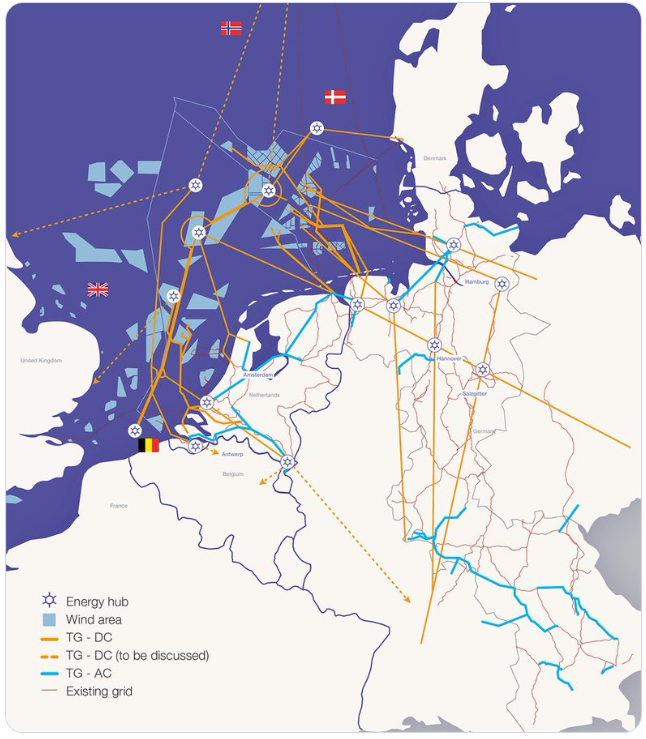 Denmark
Hamburg
United Kingdom
Hannover
Amsterdam
Netherlands
Salzgitter
Germany
Antwerp
Belgium
France
Energy hub
Wind area
TG - DC
TG - DC (to be discussed)
TG - AC
Existing grid